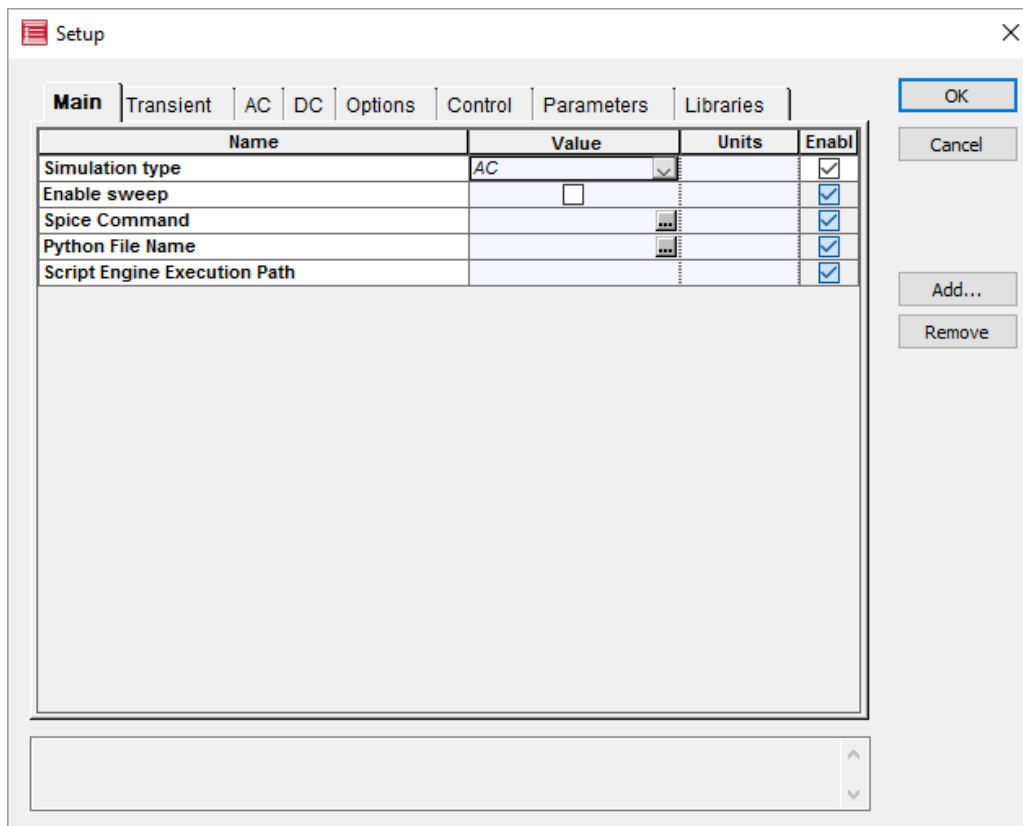 Setup
Main Transient AC DC Options Control Parameters Libraries
OK
Cancel
Name Value Units Enabl
Simulation type AC
Enable sweep
Spice Command ...
Python File Name ...
Script Engine Execution Path
Add...
Remove